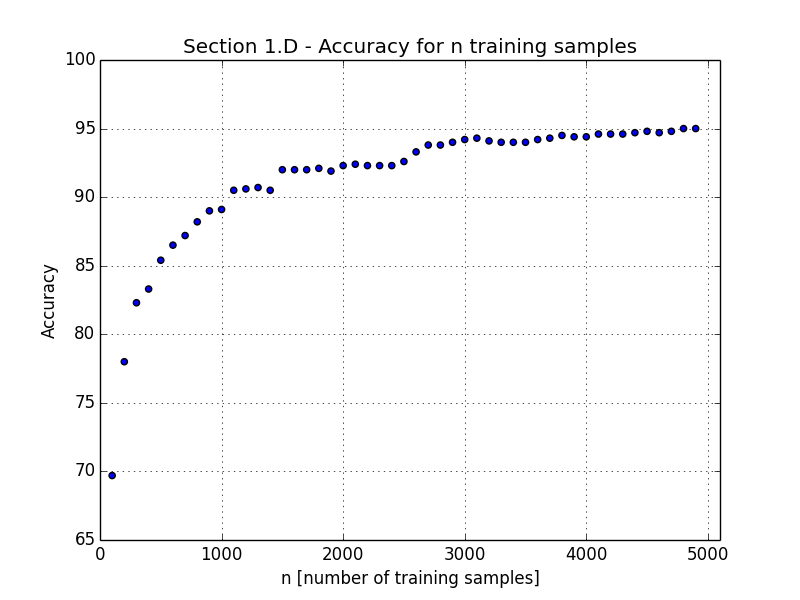 Section 1.D - Accuracy for n training samples
100
95
90
85
80
75
70
65
Accuracy
0 1000 2000 3000 4000 5000
n [number of training samples]